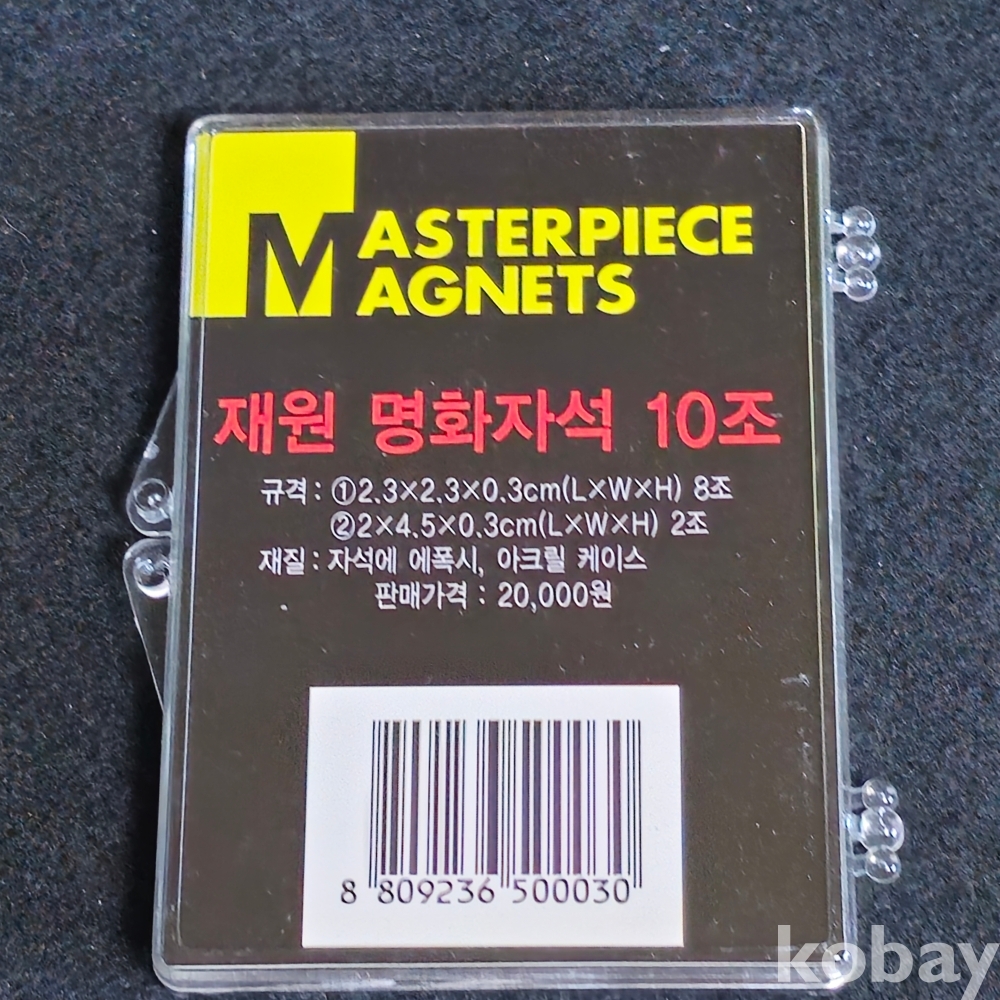 MASTERPIECE
MAGNETS
재원 명화자석 10조
규격 : ①2.3×2.3×0.3cm(L×W×H) 8조
②2×4.5×0.3cm(L×W×H) 2조
재질 : 자석에 에폭시, 아크릴 케이스
판매가격 : 20,000원
8 809236 500030
kobay